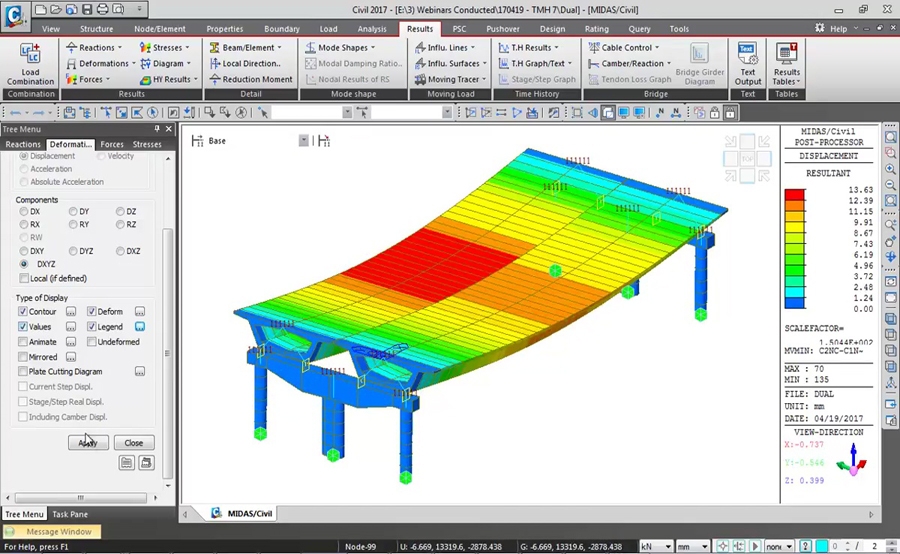 Civil 2017 - [E:\3) Webinars Conducted\170419 - TMH 7\Dual] - [MIDAS/Civil]
View Structure Node/Element Properties Boundary Load Analysis Results PSC Pushover Design Rating Query Tools Help
Load Combination
Combination
Reactions
Deformations
Forces
Stresses
Diagram
HY Results
Results
Beam/Element
Local Direction..
Reduction Moment
Detail
Mode Shapes
Modal Damping Ratio..
Nodal Results of RS
Mode shape
Influ. Lines
Influ. Surfaces
Moving Tracer
Moving Load
T.H Results
T.H Graph/Text
Stage/Step Graph
Time History
Cable Control
Camber/Reaction
Tendon Loss Graph
Bridge Girder Diagram
Bridge
Text Output
Text
Results Tables
Tables
Tree Menu
Reactions Deformati... Forces Stresses
Displacement Velocity
Acceleration
Absolute Acceleration
Components
DX DY DZ
RX RY RZ
RW
DXY DYZ DXZ
DXYZ
Local (if defined)
Type of Display
Contour ... Deform ...
Values ... Legend ...
Animate ... Undeformed
Mirrored ...
Plate Cutting Diagram ...
Current Step Displ.
Stage/Step Real Displ.
Including Camber Displ.
Apply Close
Tree Menu Task Pane
Message Window
For Help, press F1
Base
TOP
MIDAS/Civil
POST-PROCESSOR
DISPLACEMENT
RESULTANT
13.63
12.39
11.15
9.91
8.67
7.43
6.19
4.96
3.72
2.48
1.24
0.00
SCALEFACTOR=
1.5044E+002
MVMIN: C2NC-C1N~
MAX : 70
MIN : 135
FILE: DUAL
UNIT: mm
DATE: 04/19/2017
VIEW-DIRECTION
X:-0.737
Y:-0.546
Z: 0.399
MIDAS/Civil
Node-99 U: -6.669, 13319.6, -2878.438 G: -6.669, 13319.6, -2878.438 kN mm none ? 0 / 2